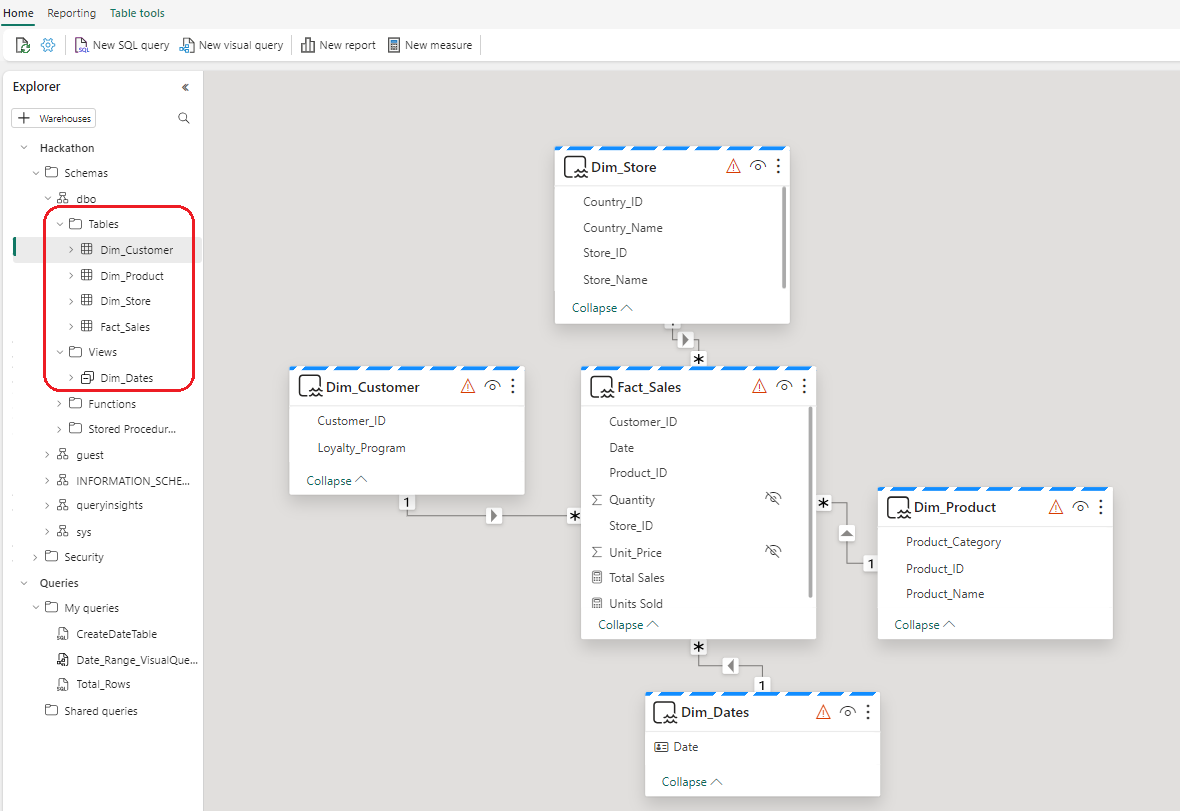 Home Reporting Table tools
New SQL query New visual query New report New measure
Explorer
Warehouses
Hackathon
Schemas
dbo
Tables
Dim_Customer
Dim_Product
Dim_Store
Fact_Sales
Views
Dim_Dates
Functions
Stored Procedur...
guest
INFORMATION_SCHE...
queryinsights
sys
Security
Queries
My queries
CreateDateTable
Date_Range_VisualQue...
Total_Rows
Shared queries
Dim_Store
Country_ID
Country_Name
Store_ID
Store_Name
Collapse
*
Dim_Customer
Customer_ID
Loyalty_Program
Collapse
1
*
Fact_Sales
Customer_ID
Date
Product_ID
Quantity
Store_ID
Unit_Price
Total Sales
Units Sold
Collapse
*
1
Dim_Product
Product_Category
Product_ID
Product_Name
Collapse
*
1
Dim_Dates
Date
Collapse